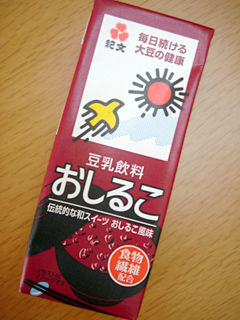 紀文
毎日続ける
大豆の健康
豆乳飲料
おしるこ
伝統的な和スイーツ おしるこ風味
食物
繊維
配合